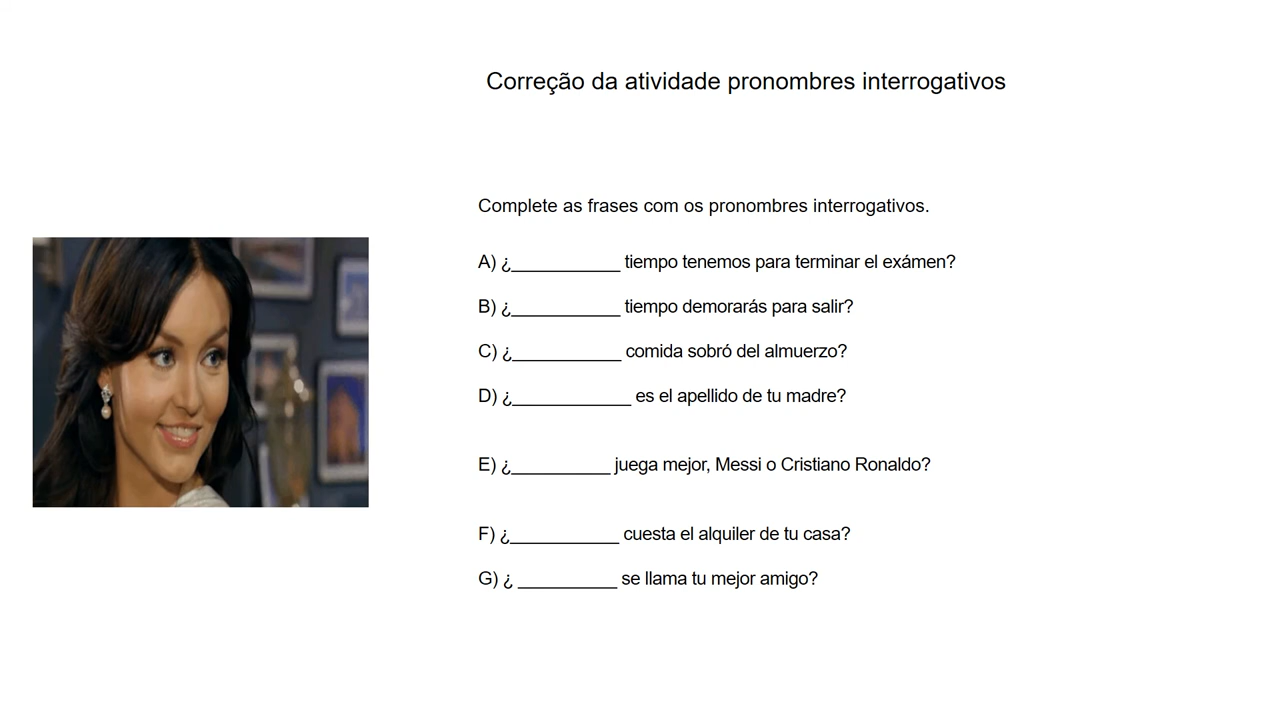 Correção da atividade pronombres interrogativos
Complete as frases com os pronombres interrogativos.
A) ¿___________ tiempo tenemos para terminar el exámen?
B) ¿___________ tiempo demorarás para salir?
C) ¿___________ comida sobró del almuerzo?
D) ¿____________ es el apellido de tu madre?
E) ¿__________ juega mejor, Messi o Cristiano Ronaldo?
F) ¿___________ cuesta el alquiler de tu casa?
G) ¿ __________ se llama tu mejor amigo?